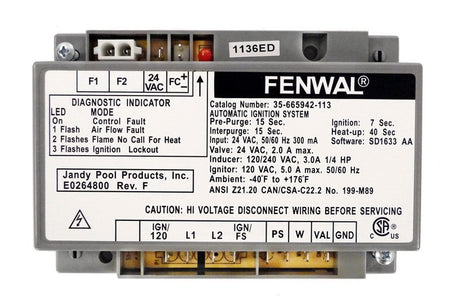 1136ED
F1 F2 24 VAC FC + -
FENWAL®
DIAGNOSTIC INDICATOR
LED MODE
On Control Fault
1 Flash Air Flow Fault
2 Flashes Flame No Call For Heat
3 Flashes Ignition Lockout
Catalog Number: 35-665942-113
AUTOMATIC IGNITION SYSTEM
Pre-Purge: 15 Sec. Ignition: 7 Sec.
Interpurge: 15 Sec. Heat-up: 40 Sec
Input: 24 VAC, 50/60 Hz 300 mA Software: SD1633 AA
Valve: 24 VAC, 2.0 A max.
Inducer: 120/240 VAC, 3.0A 1/4 HP
Ignitor: 120 VAC, 5.0 A max. 50/60 Hz
Ambient: -40˚F to +176˚F
ANSI Z21.20 CAN/CSA-C22.2 No. 199-M89
Jandy Pool Products, Inc.
E0264800 Rev. F
CAUTION: HI VOLTAGE DISCONNECT WIRING BEFORE SERVICING
IGN/120 L1 L2 IGN/FS PS W VAL GND
C US